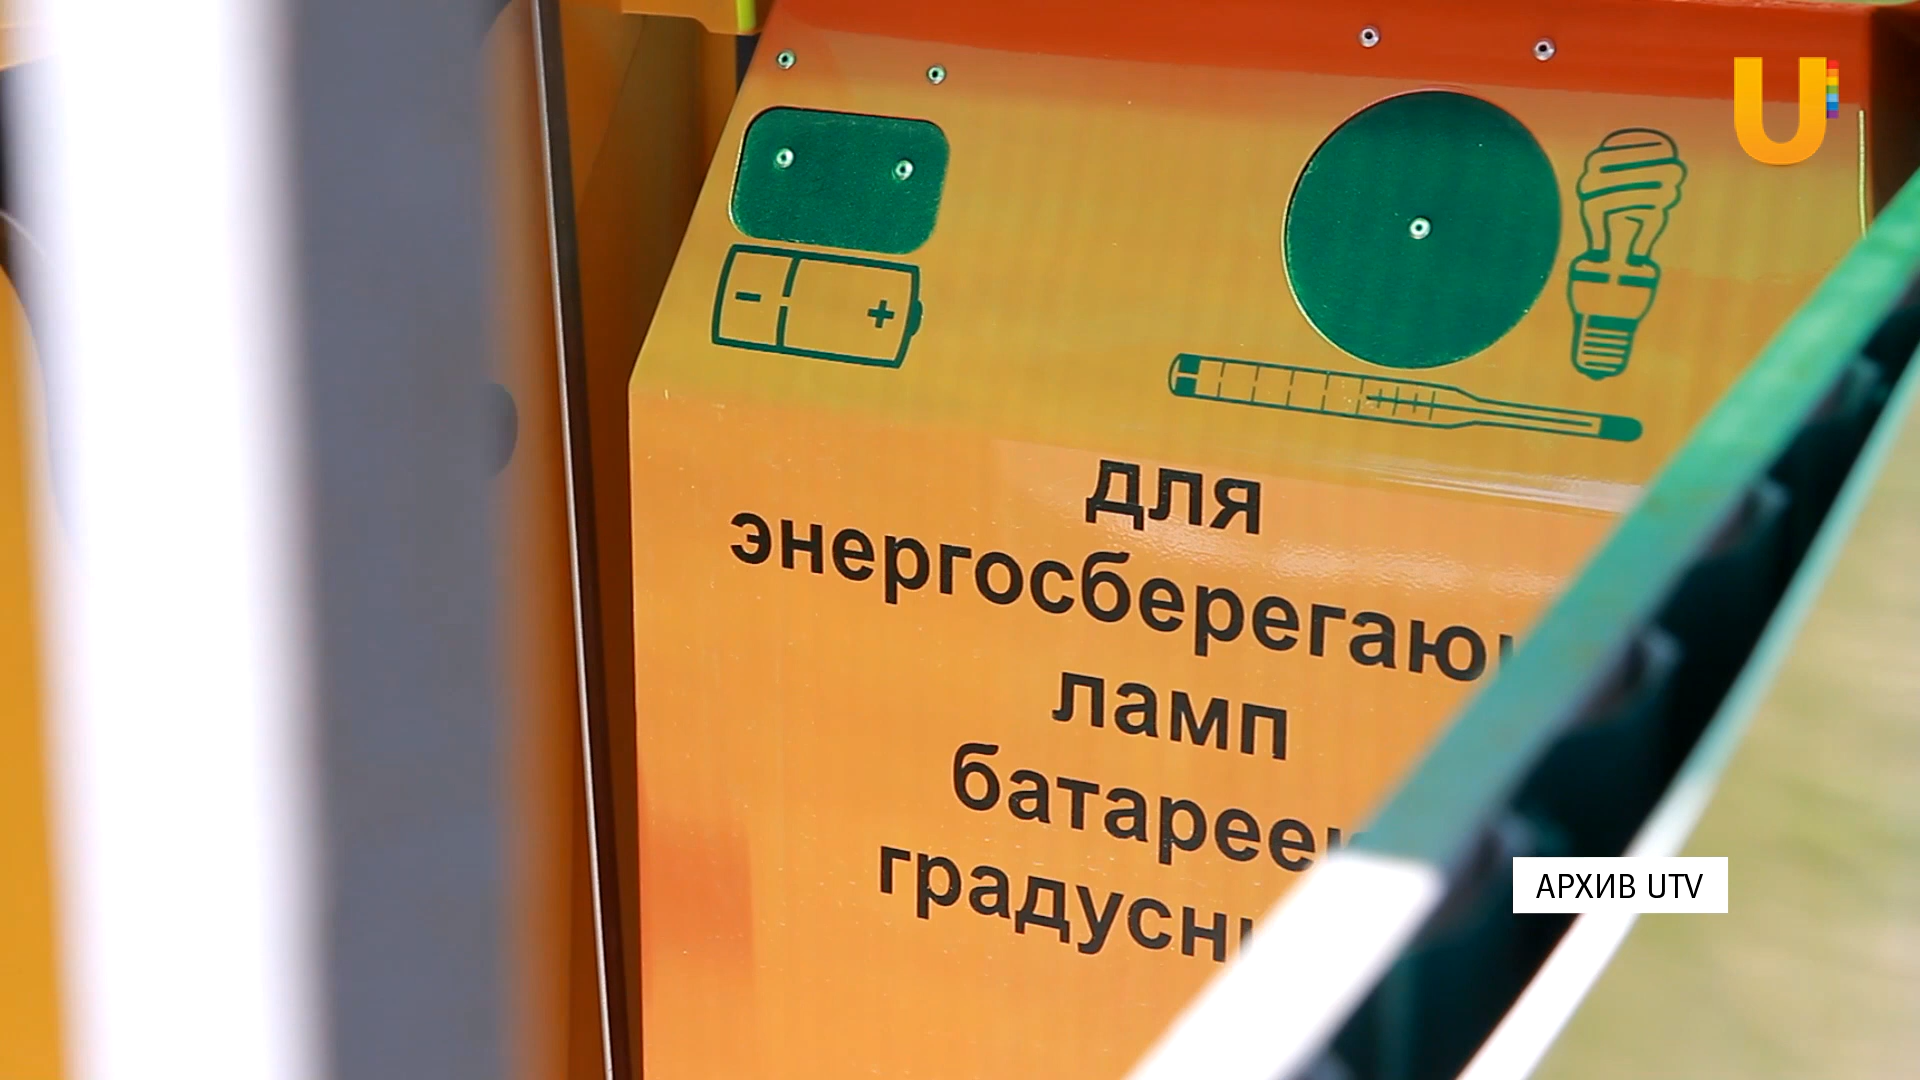 U
для
энергосберегаю
ламп
батарее
градусн
АРХИВ UTV